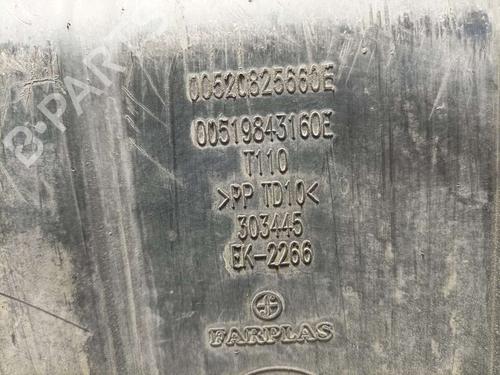 B-PARTS
00520825660E
00519843160E
T110
>PP TD10<
303445
EK-2266
FARPLAS